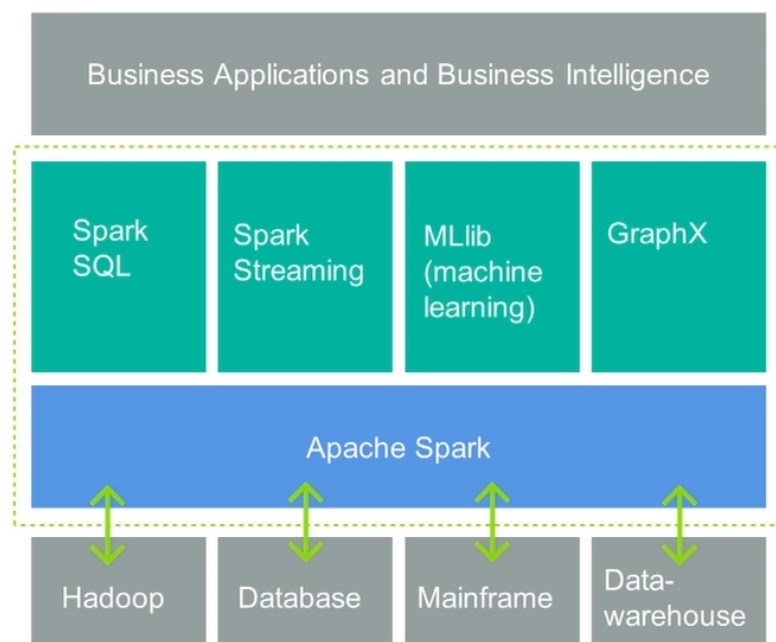 Business Applications and Business Intelligence
Spark
SQL
Spark
Streaming
MLlib
(machine
learning)
GraphX
Apache Spark
Hadoop
Database
Mainframe
Data-
warehouse